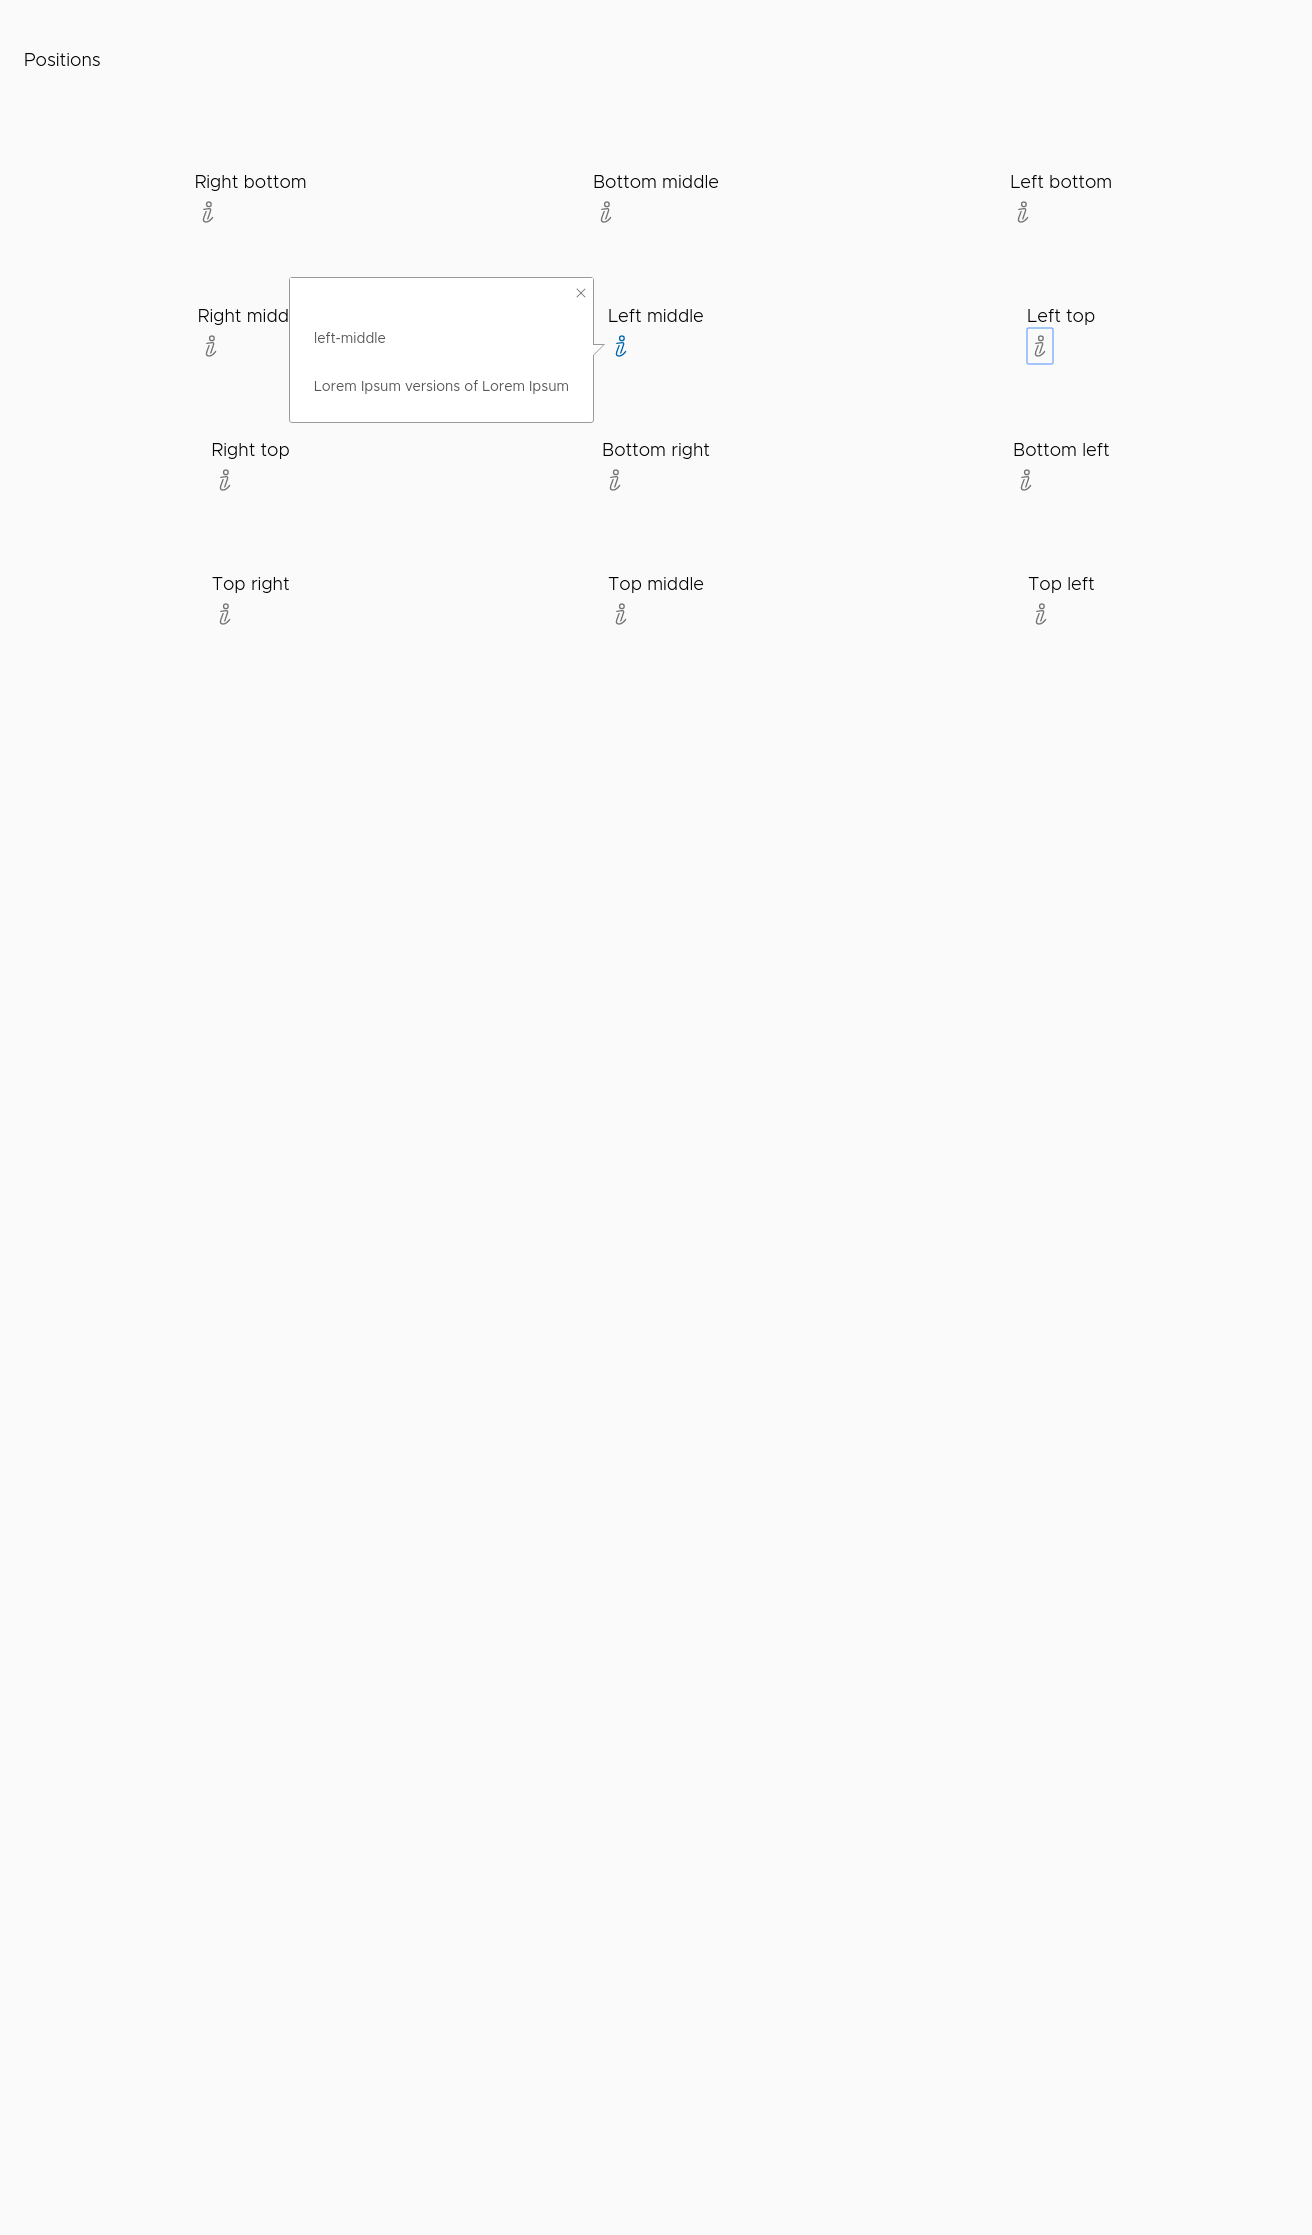 Positions
Right bottom
Bottom middle
Left bottom
Right midd
left-middle
Lorem Ipsum versions of Lorem Ipsum
Left middle
Left top
Right top
Bottom right
Bottom left
Top right
Top middle
Top left